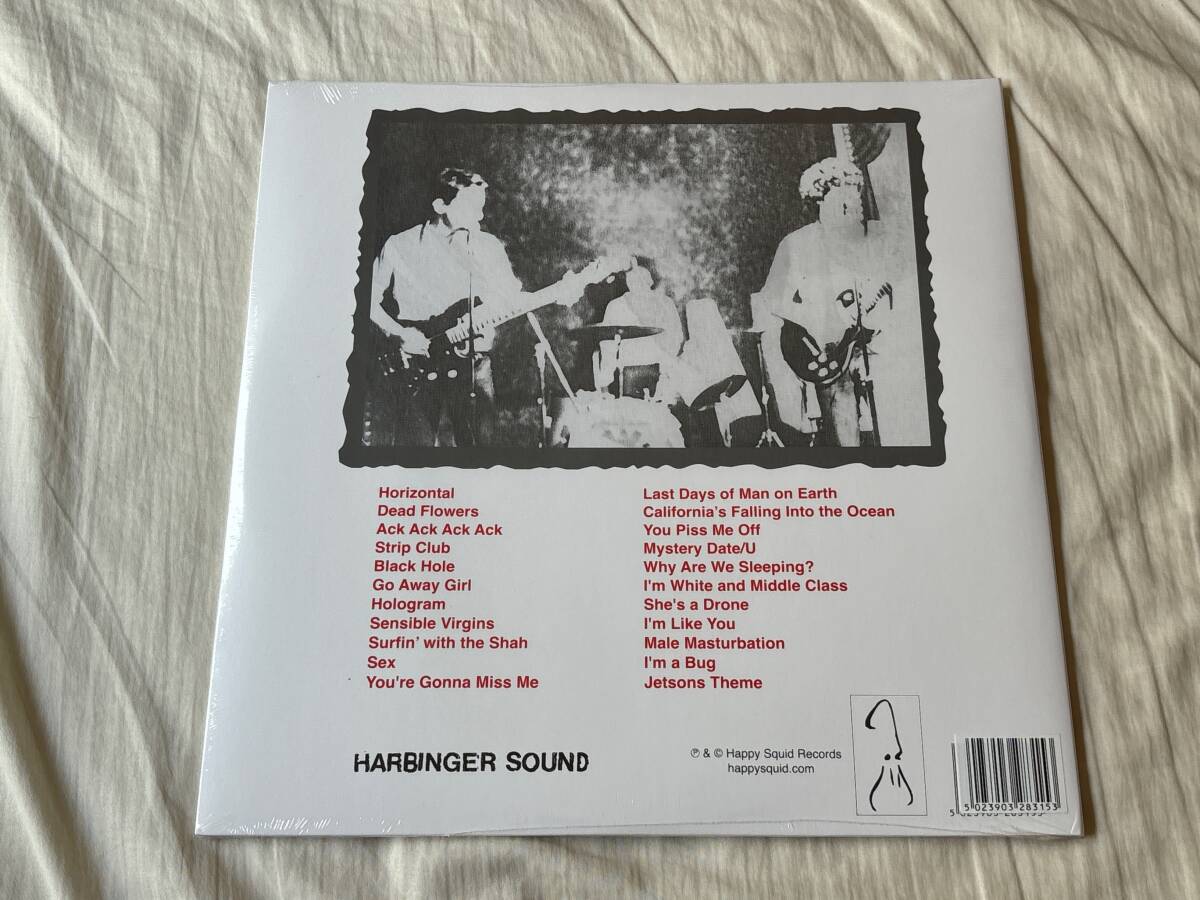 Horizontal
Dead Flowers
Ack Ack Ack Ack
Strip Club
Black Hole
Go Away Girl
Hologram
Sensible Virgins
Surfin' with the Shah
Sex
You're Gonna Miss Me
Last Days of Man on Earth
California's Falling Into the Ocean
You Piss Me Off
Mystery Date/U
Why Are We Sleeping?
I'm White and Middle Class
She's a Drone
I'm Like You
Male Masturbation
I'm a Bug
Jetsons Theme
HARBINGER SOUND
℗ & © Happy Squid Records
happysquid.com
5 023903 283153